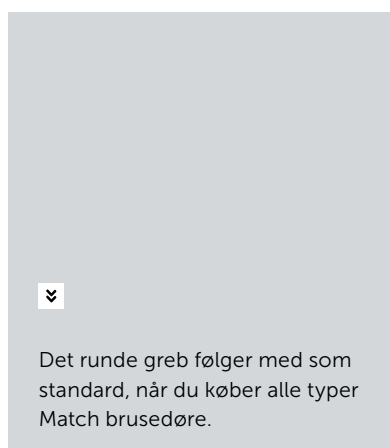 Det runde greb følger med som
standard, når du køber alle typer
Match brusedøre.